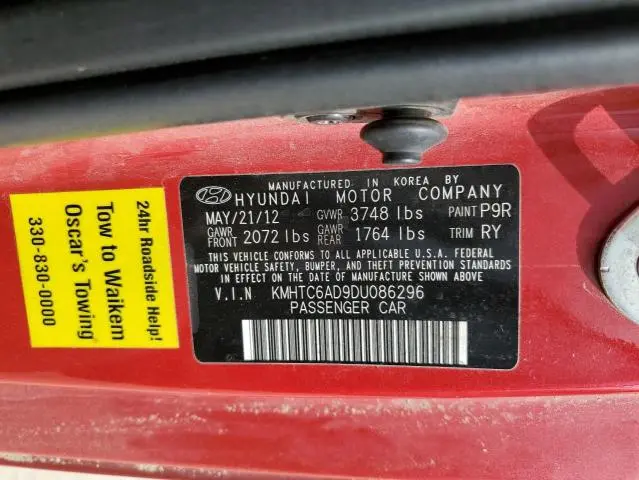 MANUFACTURED IN KOREA BY
HYUNDAI MOTOR COMPANY
MAY/21/12 GVWR 3748 lbs PAINT P9R
GAWR FRONT 2072 lbs GAWR REAR 1764 lbs TRIM RY
THIS VEHICLE CONFORMS TO ALL APPLICABLE U.S.A. FEDERAL
MOTOR VEHICLE SAFETY, BUMPER, AND THEFT PREVENTION STANDARDS
IN EFFECT ON THE DATE OF MANUFACTURE SHOWN ABOVE
V.I.N KMHTC6AD9DU086296
PASSENGER CAR
24hr Roadside Help!
Tow to Waikem
Oscar's Towing
330-830-0000